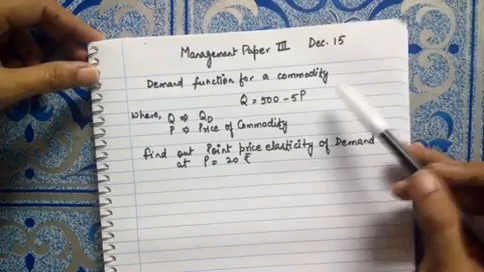 Management Paper III Dec. 15
Demand function for a commodity
Q = 500 - 5P
Where, Q ⇒ QD
P ⇒ Price of Commodity
Find out Point price elasticity of Demand
at P = 20 ₹